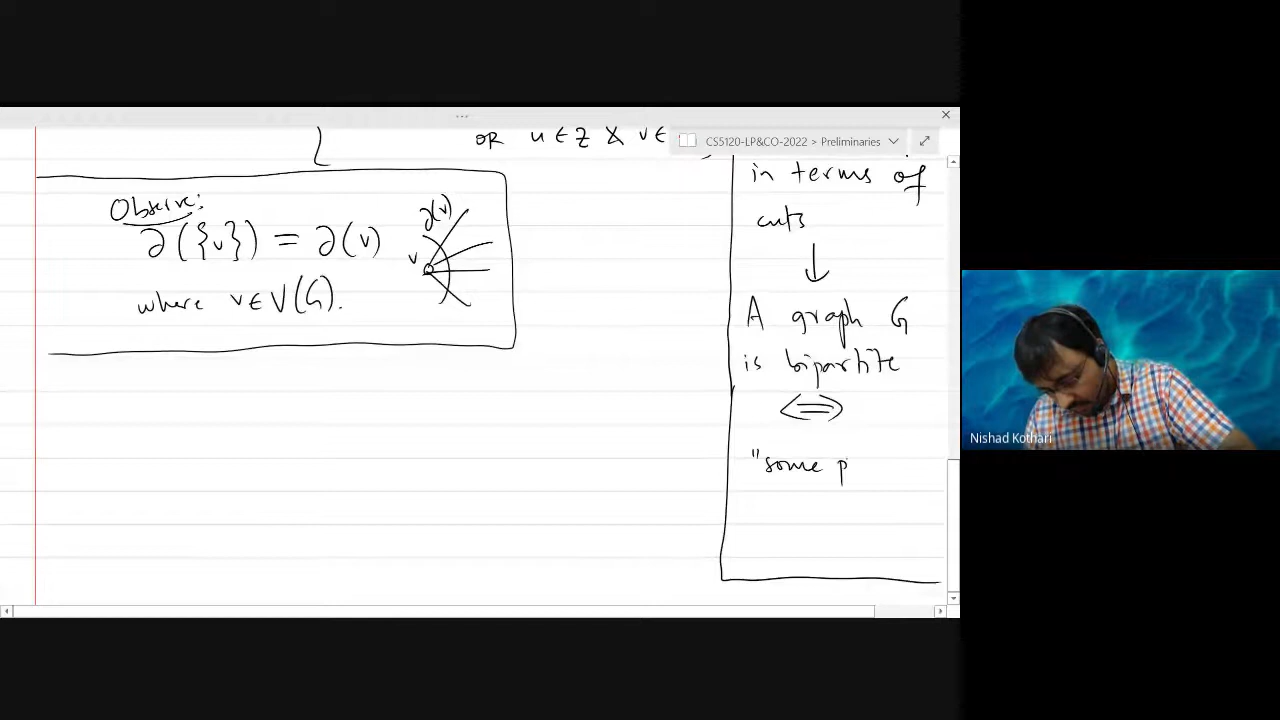 OR u ∈ Z & v ∈
CS5120-LP&CO-2022 > Preliminaries
Observe:
∂({v}) = ∂(v)
where v ∈ V(G).
∂(v)
v
in terms of
cuts
↓
A graph G
is bipartite
⇔
"some p
Nishad Kothari